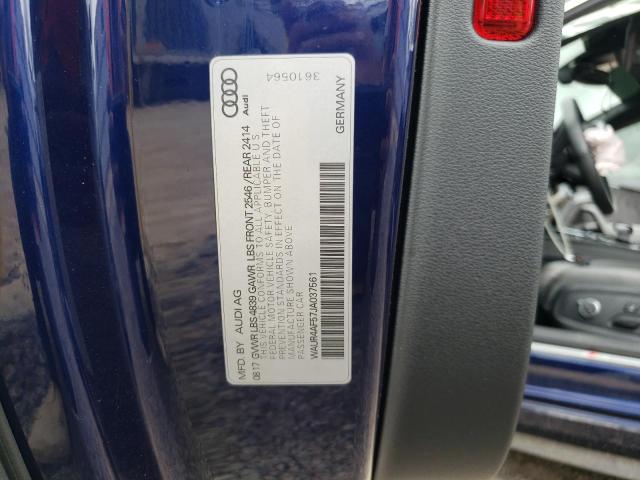 MFD. BY AUDI AG
08.17 GVWR LBS 4839 GAWR LBS FRONT 2546 / REAR 2414
THIS VEHICLE CONFORMS TO ALL APPLICABLE U.S.
FEDERAL MOTOR VEHICLE SAFETY, BUMPER AND THEFT
PREVENTION STANDARDS IN EFFECT ON THE DATE OF
MANUFACTURE SHOWN ABOVE
PASSENGER CAR
WAUR4AF57JA037561
GERMANY
Audi
3610564